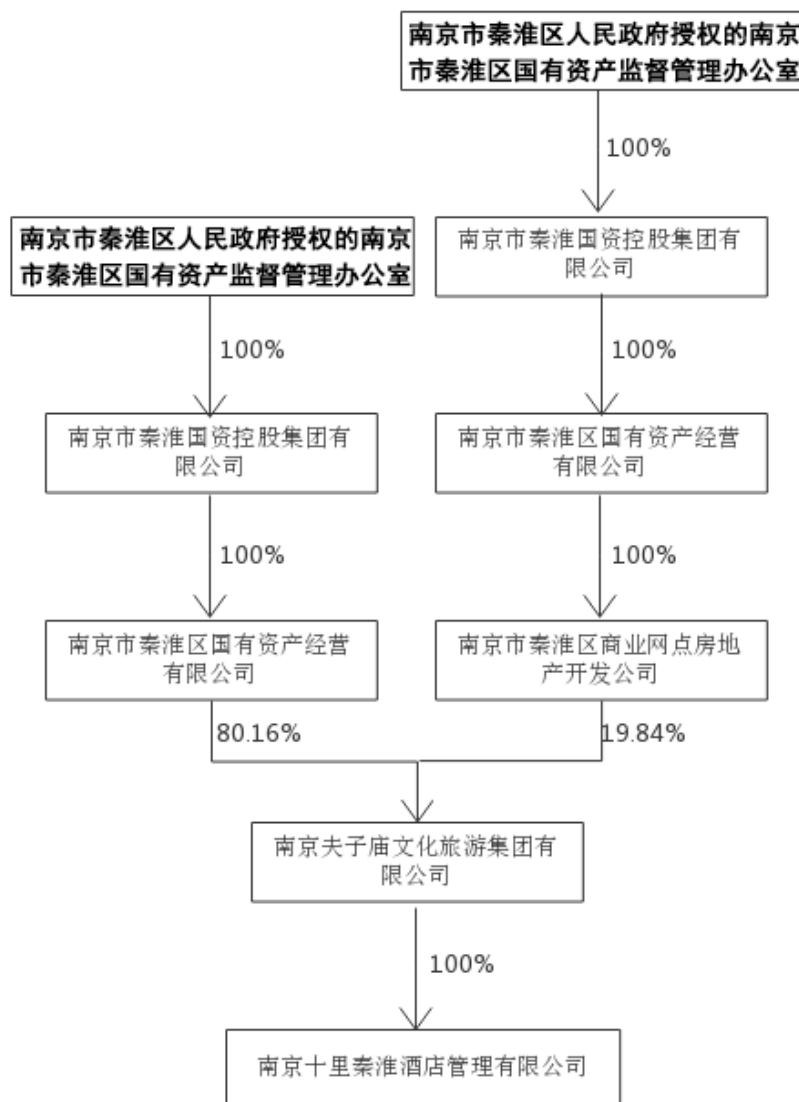 南京市秦淮区人民政府授权的南京
市秦淮区国有资产监督管理办公室
100%
南京市秦淮区人民政府授权的南京
市秦淮区国有资产监督管理办公室
南京市秦淮国资控股集团有
限公司
100%
100%
南京市秦淮国资控股集团有
限公司
南京市秦淮区国有资产经营
有限公司
100%
100%
南京市秦淮区国有资产经营
有限公司
南京市秦淮区商业网点房地
产开发公司
80.16%
19.84%
南京夫子庙文化旅游集团有
限公司
100%
南京十里秦淮酒店管理有限公司